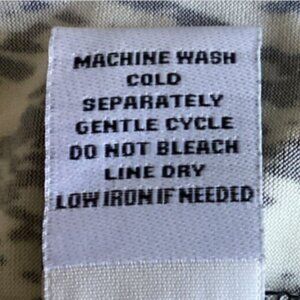 MACHINE WASH
COLD
SEPARATELY
GENTLE CYCLE
DO NOT BLEACH
LINE DRY
LOW IRON IF NEEDED